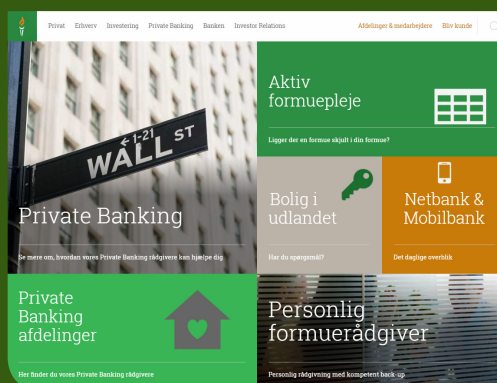 Privat Erhverv Investering Private Banking Banken Investor Relations Afdelinger & medarbejdere Bliv kunde
1-21
WALL ST
Private Banking
Se mere om, hvordan vores Private Banking rådgivere kan hjælpe dig
Aktiv
formuepleje
Ligger der en formue skjult i din formue?
Bolig i
udlandet
Har du spørgsmål?
Netbank &
Mobilbank
Det daglige overblik
Private
Banking
afdelinger
Her finder du vores Private Banking rådgivere
Personlig
formuerådgiver
Personlig rådgivning med kompetent back-up